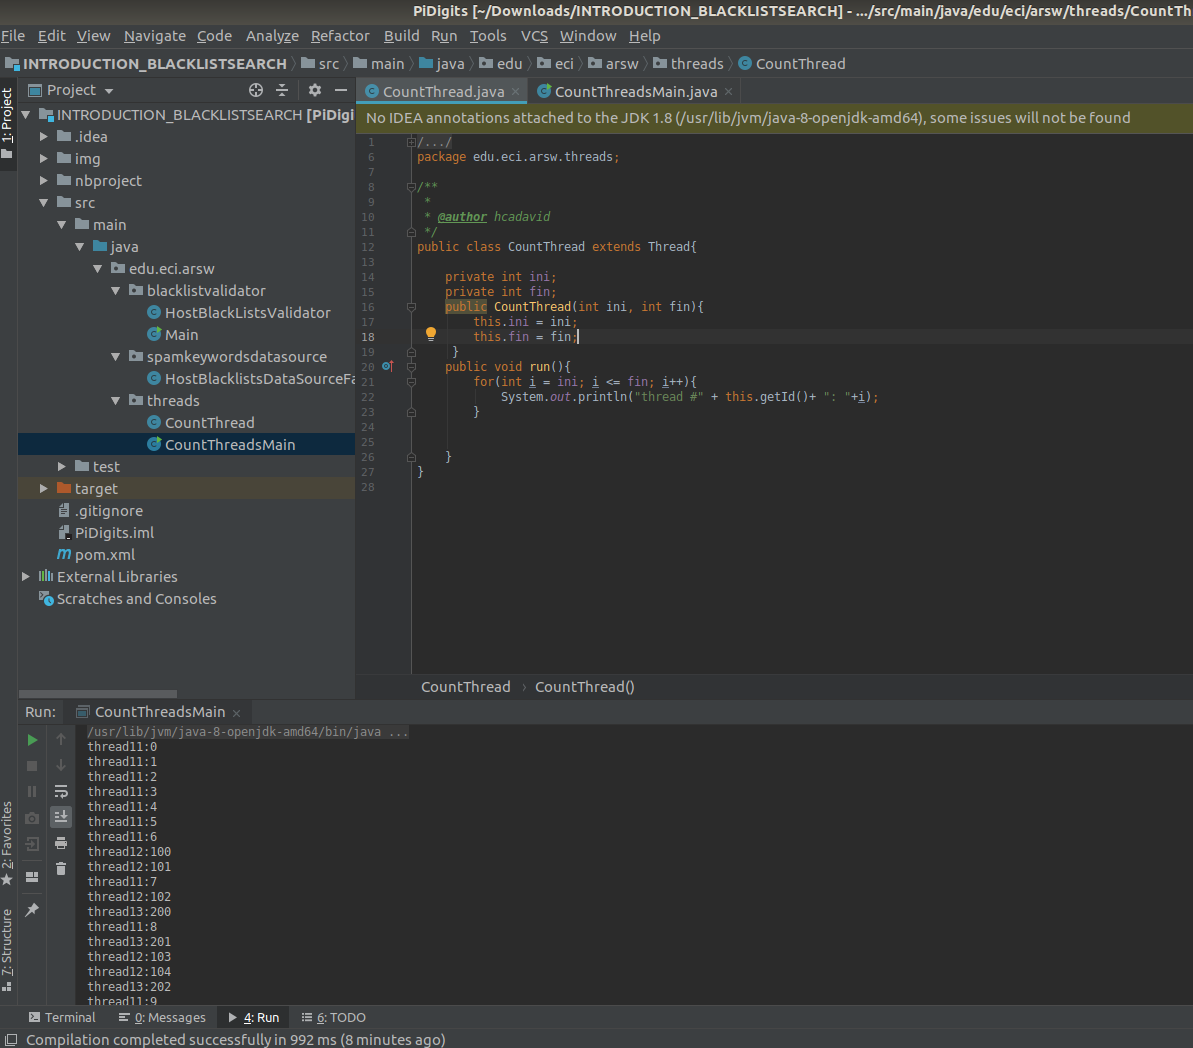 PiDigits [~/Downloads/INTRODUCTION_BLACKLISTSEARCH] - .../src/main/java/edu/eci/arsw/threads/CountTh
File Edit View Navigate Code Analyze Refactor Build Run Tools VCS Window Help
INTRODUCTION_BLACKLISTSEARCH src main java edu eci arsw threads CountThread
1: Project
Project
CountThread.java
CountThreadsMain.java
No IDEA annotations attached to the JDK 1.8 (/usr/lib/jvm/java-8-openjdk-amd64), some issues will not be found
INTRODUCTION_BLACKLISTSEARCH [PiDigi
.idea
img
nbproject
src
main
java
edu.eci.arsw
blacklistvalidator
HostBlackListsValidator
Main
spamkeywordsdatasource
HostBlacklistsDataSourceFa
threads
CountThread
CountThreadsMain
test
target
.gitignore
PiDigits.iml
pom.xml
External Libraries
Scratches and Consoles
1 /.../
6 package edu.eci.arsw.threads;
7
8 /**
9 *
10 * @author hcadavid
11 */
12 public class CountThread extends Thread{
13
14 private int ini;
15 private int fin;
16 public CountThread(int ini, int fin){
17 this.ini = ini;
18 this.fin = fin;
19 }
20 public void run(){
21 for(int i = ini; i <= fin; i++){
22 System.out.println("thread #" + this.getId()+ ": "+i);
23 }
24
25
26 }
27 }
28
CountThread › CountThread()
Run: CountThreadsMain
/usr/lib/jvm/java-8-openjdk-amd64/bin/java ...
thread11:0
thread11:1
thread11:2
thread11:3
thread11:4
thread11:5
thread11:6
thread12:100
thread12:101
thread11:7
thread12:102
thread13:200
thread11:8
thread13:201
thread12:103
thread12:104
thread13:202
thread11:9
2: Favorites
7: Structure
Terminal 0: Messages 4: Run 6: TODO
Compilation completed successfully in 992 ms (8 minutes ago)